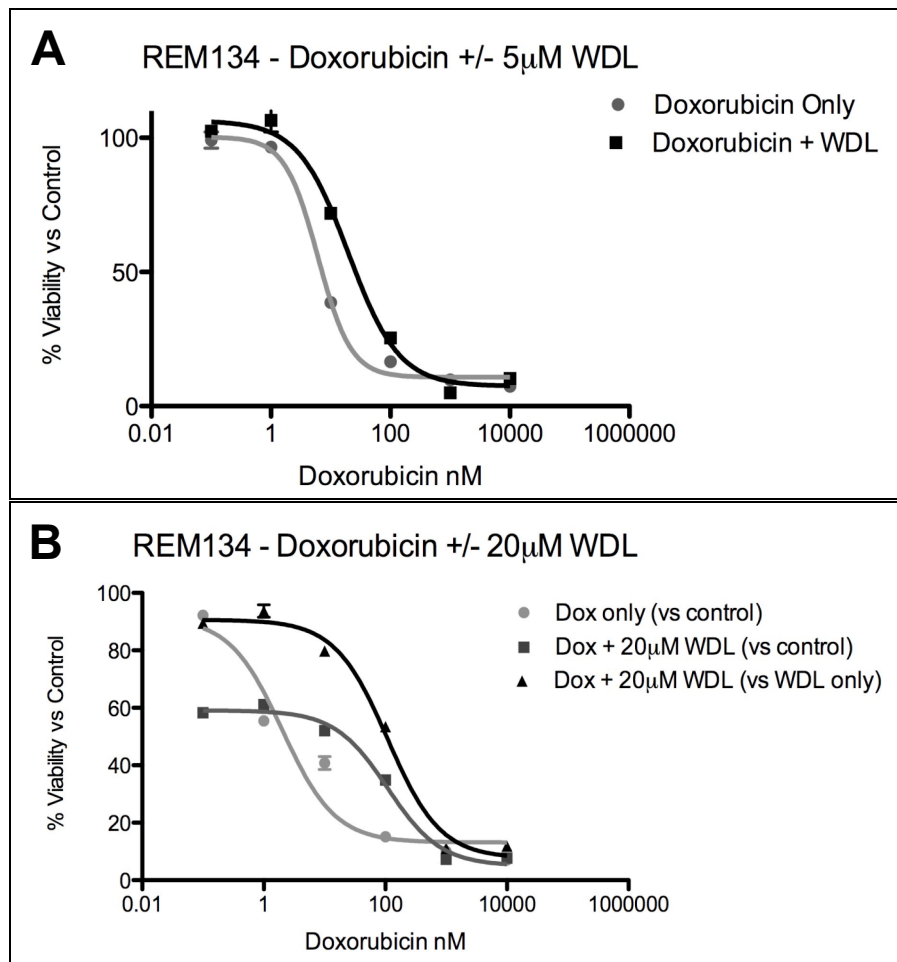 A
REM134 - Doxorubicin +/- 5μM WDL
Doxorubicin Only
Doxorubicin + WDL
% Viability vs Control
100
50
0
0.01
1
100
10000
1000000
Doxorubicin nM
B
REM134 - Doxorubicin +/- 20μM WDL
Dox only (vs control)
Dox + 20μM WDL (vs control)
Dox + 20μM WDL (vs WDL only)
% Viability vs Control
100
80
60
40
20
0
0.01
1
100
10000
1000000
Doxorubicin nM